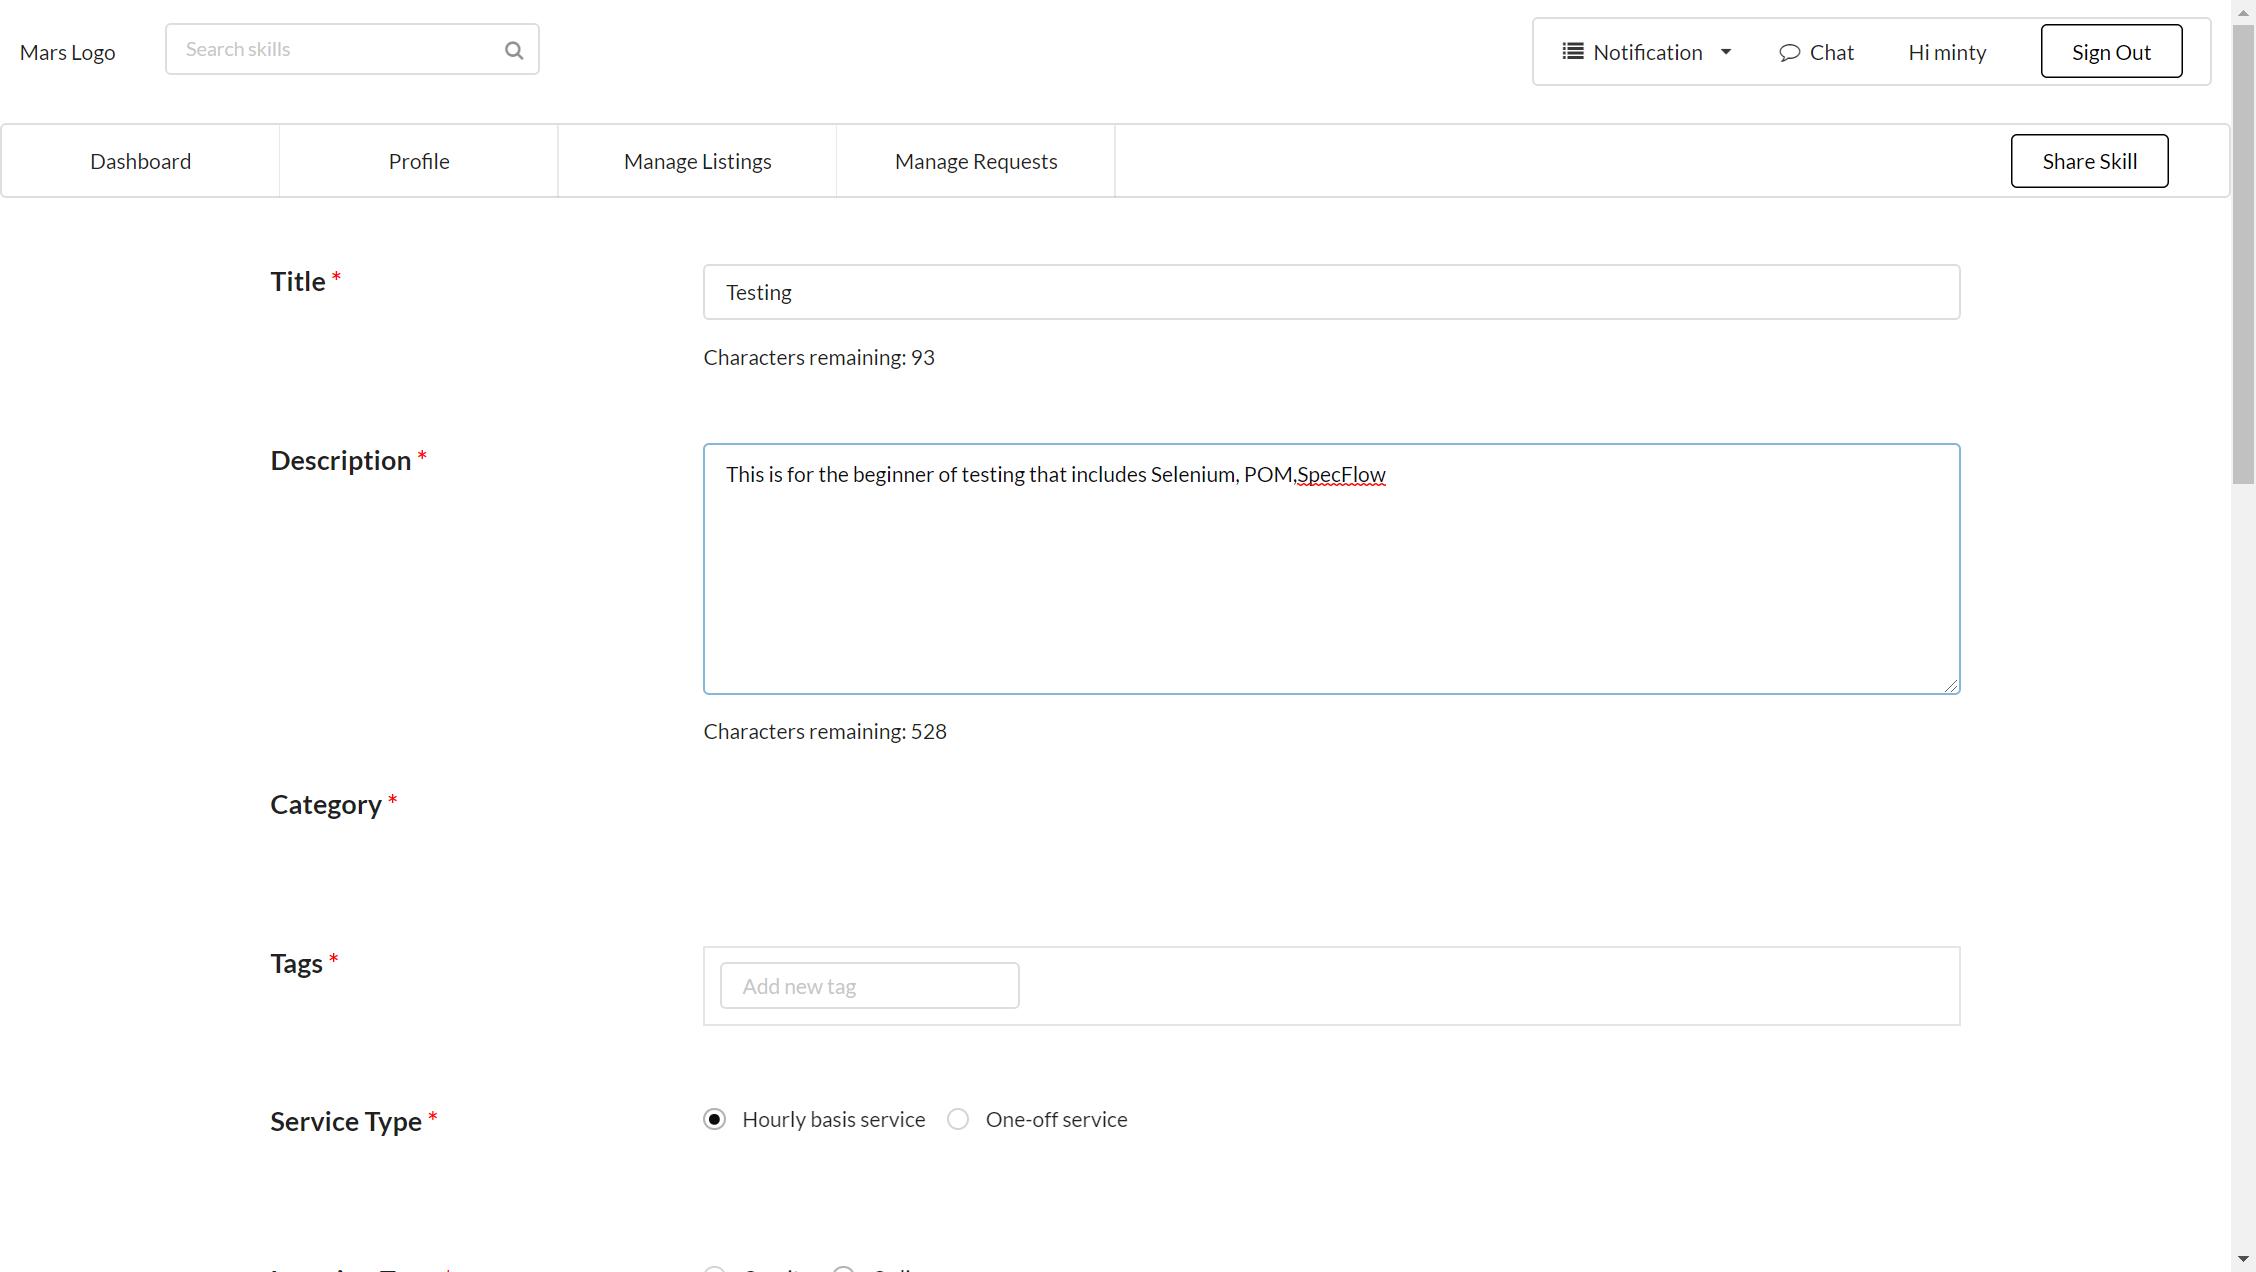 Mars Logo
Search skills
Notification
Chat
Hi minty
Sign Out
Dashboard
Profile
Manage Listings
Manage Requests
Share Skill
Title *
Testing
Characters remaining: 93
Description *
This is for the beginner of testing that includes Selenium, POM,SpecFlow
Characters remaining: 528
Category *
Tags *
Add new tag
Service Type *
Hourly basis service
One-off service